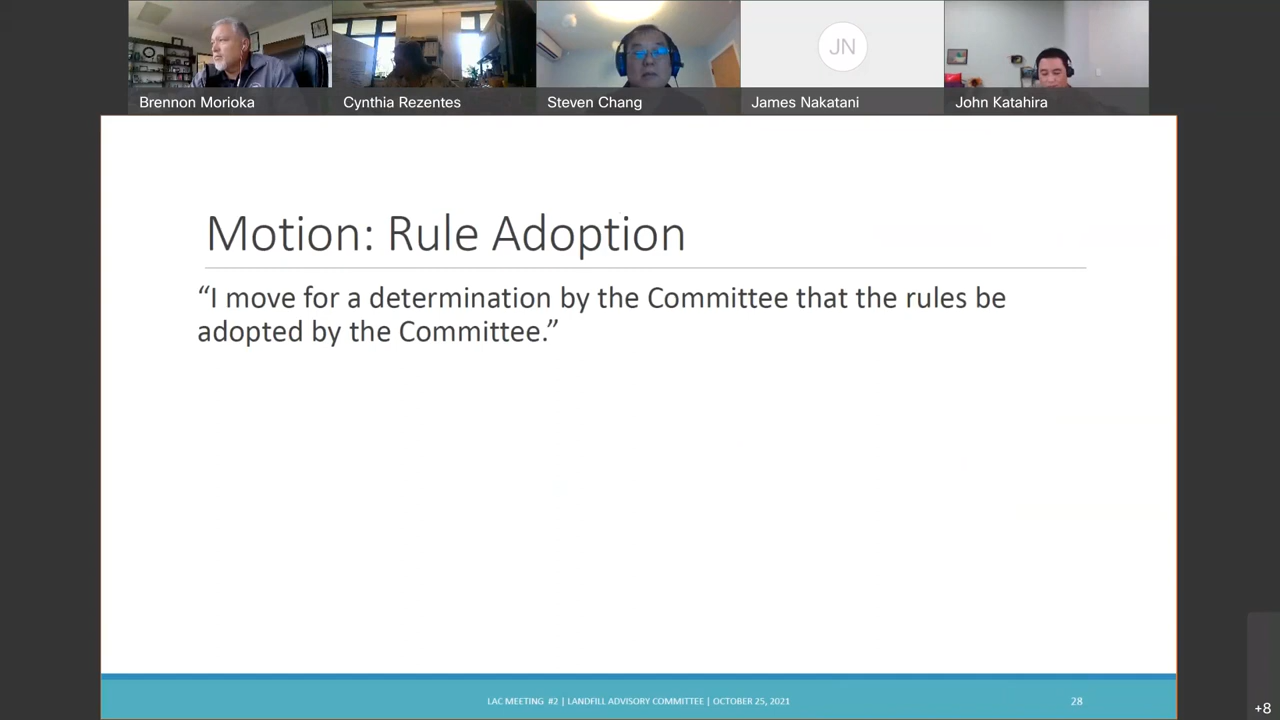 Brennon Morioka
Cynthia Rezentes
Steven Chang
JN
James Nakatani
John Katahira
Motion: Rule Adoption
“I move for a determination by the Committee that the rules be
adopted by the Committee.”
LAC MEETING #2 | LANDFILL ADVISORY COMMITTEE | OCTOBER 25, 2021
28
+8